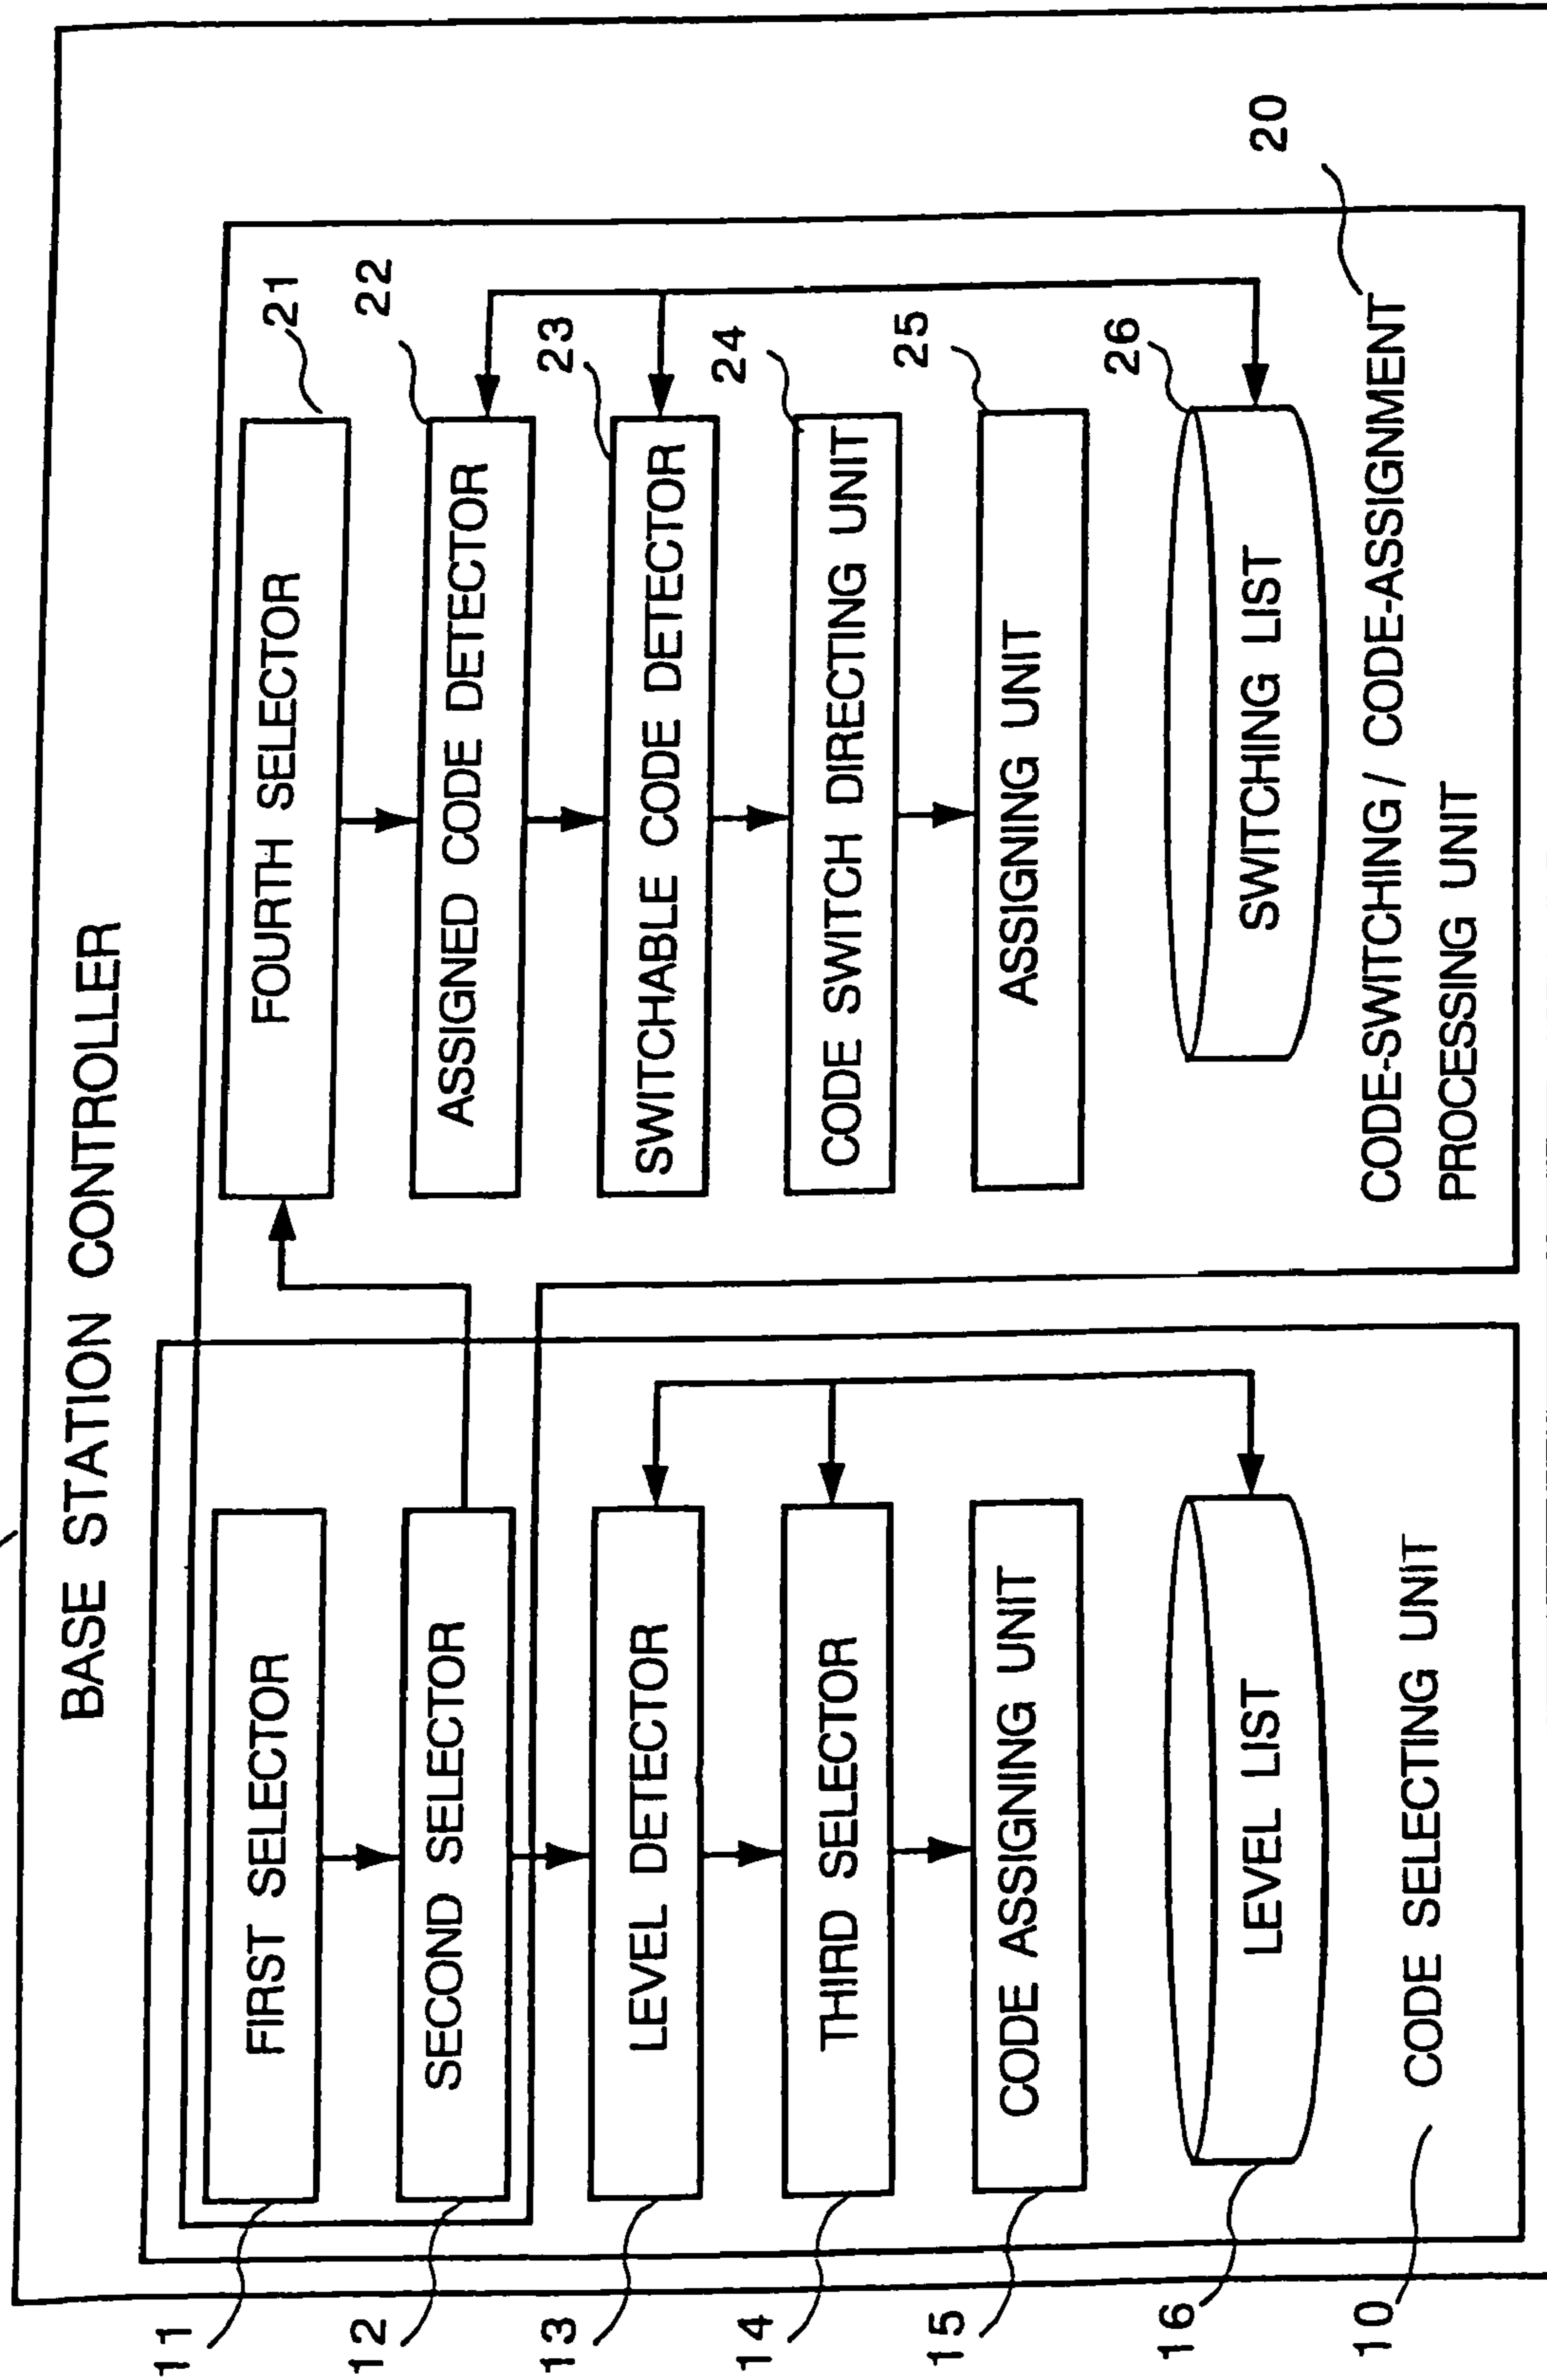 BASE STATION CONTROLLER
11
FIRST SELECTOR
12
SECOND SELECTOR
13
LEVEL DETECTOR
14
THIRD SELECTOR
15
CODE ASSIGNING UNIT
16
LEVEL LIST
10
CODE SELECTING UNIT
21
FOURTH SELECTOR
22
ASSIGNED CODE DETECTOR
23
SWITCHABLE CODE DETECTOR
24
CODE SWITCH DIRECTING UNIT
25
ASSIGNING UNIT
26
SWITCHING LIST
20
CODE-SWITCHING / CODE-ASSIGNMENT
PROCESSING UNIT